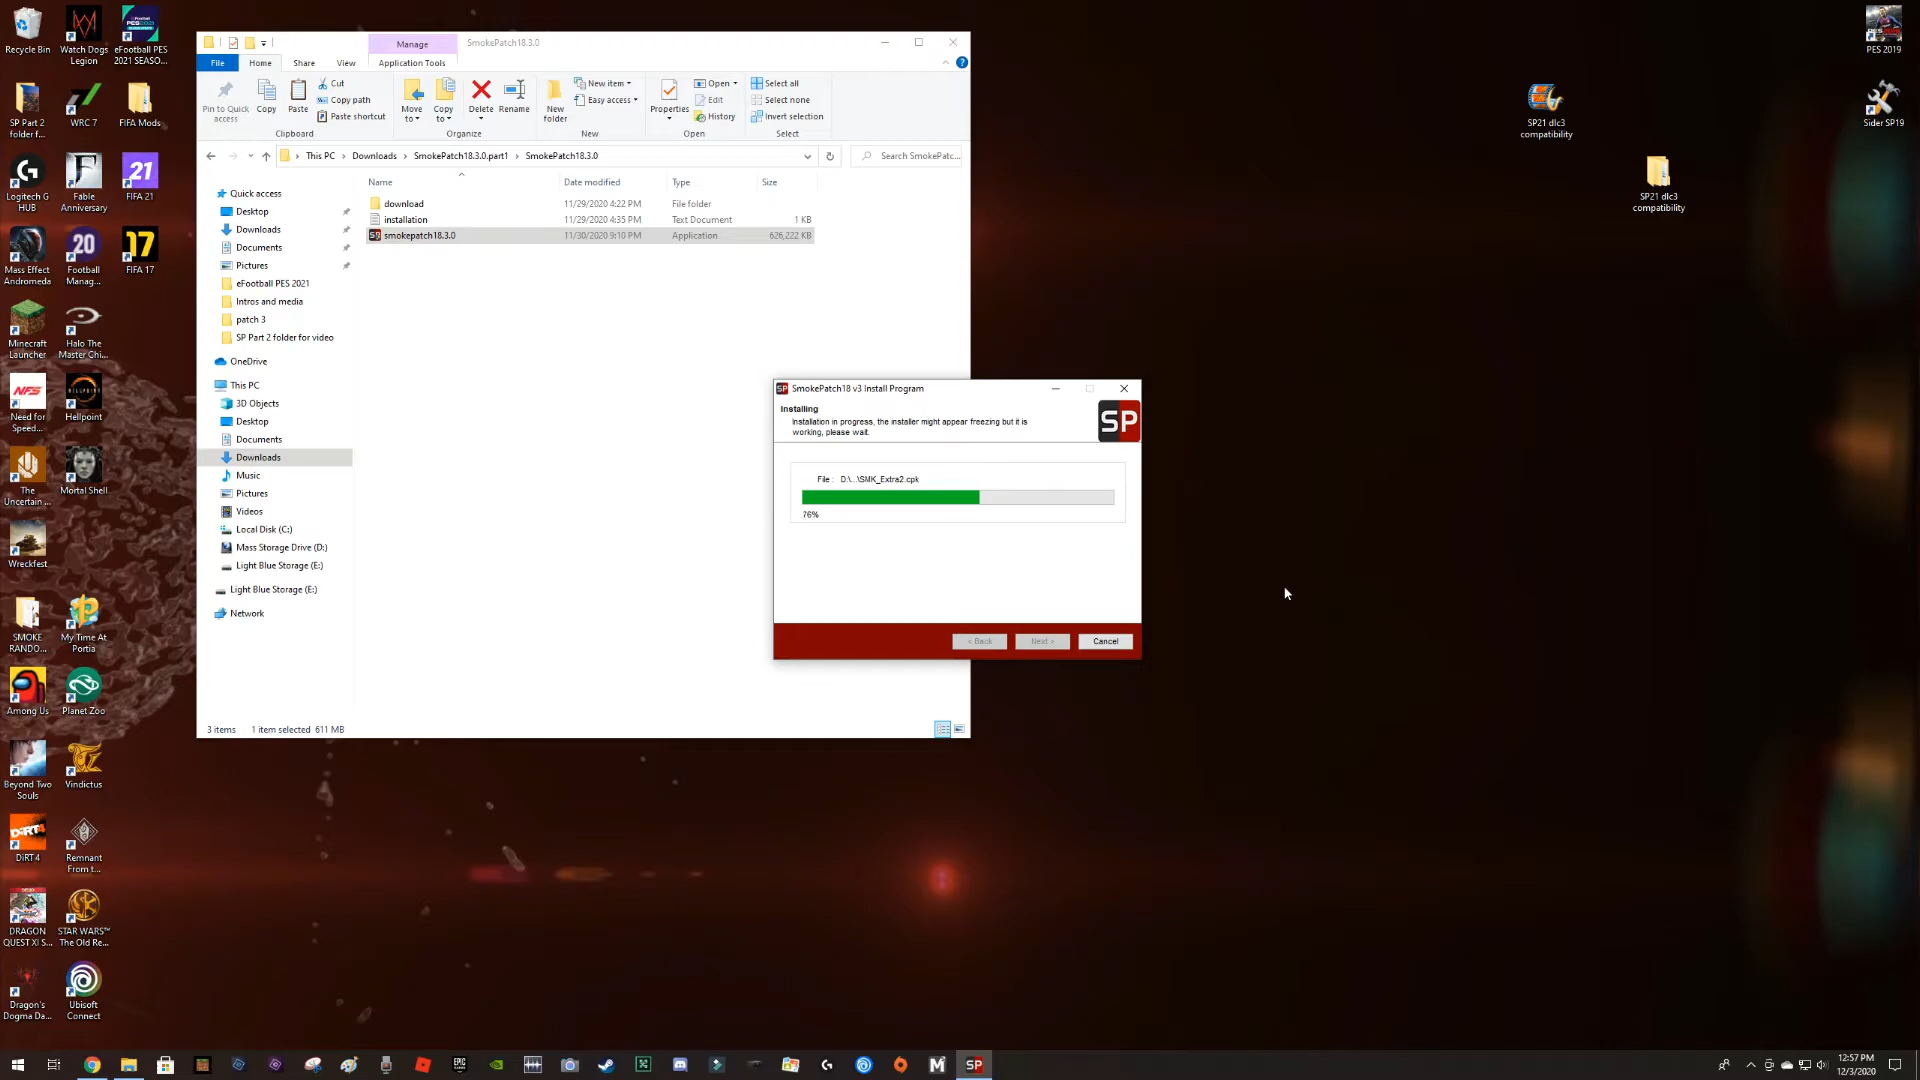 Recycle Bin
Watch Dogs
Legion
eFootball PES
2021 SEASO...
SP Part 2
folder f...
WRC 7
FIFA Mods
Logitech G
HUB
Fable
Anniversary
21
FIFA 21
Mass Effect
Andromeda
20
Football
Manag...
17
FIFA 17
Minecraft
Launcher
Halo The
Master Chi...
NFS
Need for
Speed...
Hellpoint
The
Uncertain ...
Mortal Shell
Wreckfest
SMOKE
RANDO...
My Time At
Portia
Among Us
Planet Zoo
Beyond Two
Souls
Vindictus
DiRT 4
Remnant
From t...
DRAGON
QUEST XI S...
STAR WARS™
The Old Re...
Dragon's
Dogma Da...
Ubisoft
Connect
Manage
SmokePatch18.3.0
File
Home
Share
View
Application Tools
Pin to Quick
access
Copy
Paste
Cut
Copy path
Paste shortcut
Clipboard
Move
to
Copy
to
Delete
Rename
Organize
New
folder
New item
Easy access
New
Properties
Open
Edit
History
Open
Select all
Select none
Invert selection
Select
This PC > Downloads > SmokePatch18.3.0.part1 > SmokePatch18.3.0
Search SmokePatc...
Name
Date modified
Type
Size
download
11/29/2020 4:22 PM
File folder
installation
11/29/2020 4:35 PM
Text Document
1 KB
smokepatch18.3.0
11/30/2020 9:10 PM
Application
626,222 KB
Quick access
Desktop
Downloads
Documents
Pictures
eFootball PES 2021
Intros and media
patch 3
SP Part 2 folder for video
OneDrive
This PC
3D Objects
Desktop
Documents
Downloads
Music
Pictures
Videos
Local Disk (C:)
Mass Storage Drive (D:)
Light Blue Storage (E:)
Light Blue Storage (E:)
Network
3 items
1 item selected 611 MB
SP SmokePatch18 v3 Install Program
Installing
Installation in progress, the installer might appear freezing but it is
working, please wait.
SP
File : D:\...\SMK_Extra2.cpk
76%
< Back
Next >
Cancel
SP21 dlc3
compatibility
SP21 dlc3
compatibility
PES 2019
Sider SP19
EPIC
GAMES
M
SP
12:57 PM
12/3/2020